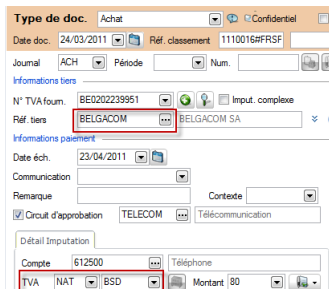 Type de doc. Achat Confidentiel
Date doc. 24/03/2011 Réf. classement 1110016#FRSF
Journal ACH Période Num.
Informations tiers
N° TVA fourn. BE0202239951 Imput. complexe
Réf. tiers BELGACOM ... BELGACOM SA
Informations paiement
Date éch. 23/04/2011
Communication
Remarque Contexte
Circuit d'approbation TELECOM ... Télécommunication
Détail Imputation
Compte 612500 ... Téléphone
TVA NAT BSD Montant 80